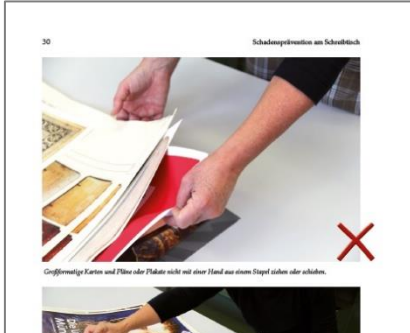 30
Schadensprävention am Schreibtisch
Großformatige Karten und Pläne oder Plakate nicht mit einer Hand aus einem Stapel ziehen oder schieben.